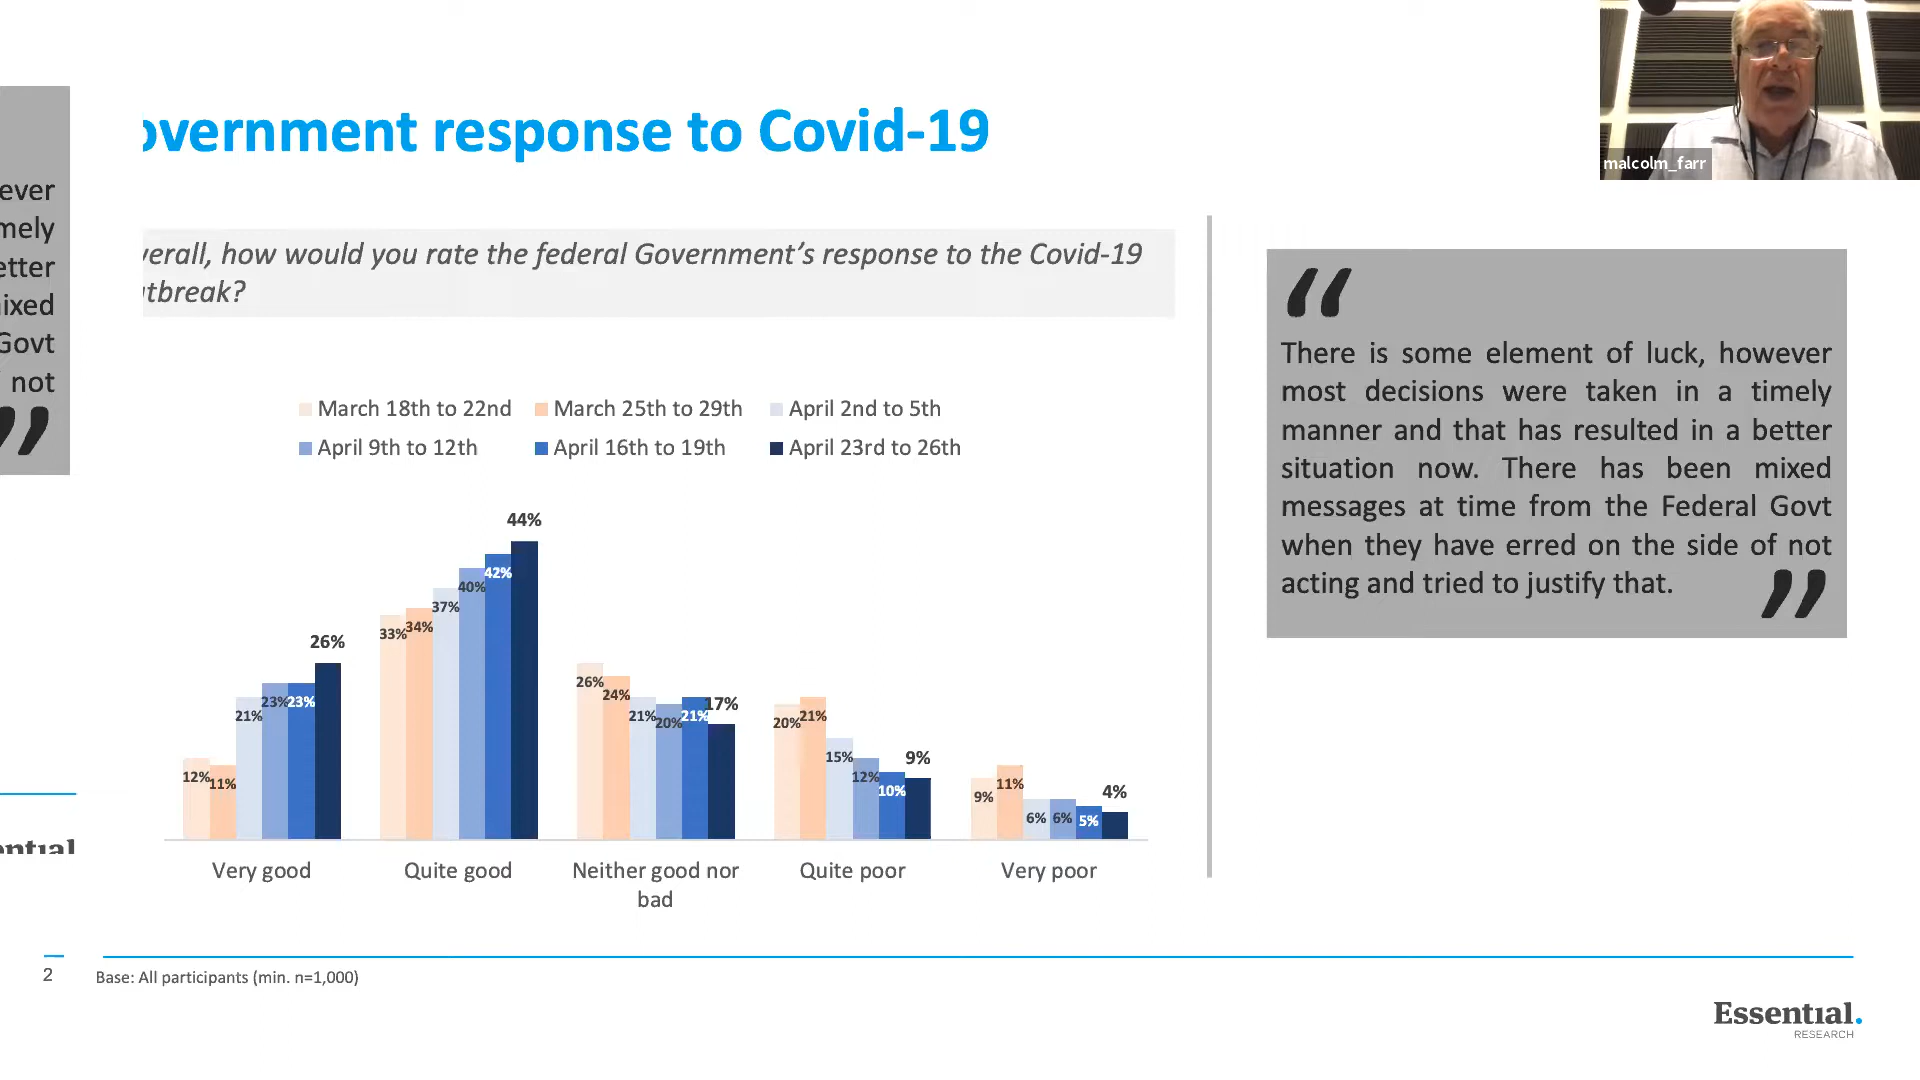 overnment response to Covid-19
malcolm_farr
ever
mely
etter
ixed
Govt
not
”
verall, how would you rate the federal Government’s response to the Covid-19
tbreak?
March 18th to 22nd
March 25th to 29th
April 2nd to 5th
April 9th to 12th
April 16th to 19th
April 23rd to 26th
12%
11%
21%
23%
23%
26%
33%
34%
37%
40%
42%
44%
26%
24%
21%
20%
21%
17%
20%
21%
15%
12%
10%
9%
9%
11%
6%
6%
5%
4%
Very good
Quite good
Neither good nor
bad
Quite poor
Very poor
“
There is some element of luck, however
most decisions were taken in a timely
manner and that has resulted in a better
situation now. There has been mixed
messages at time from the Federal Govt
when they have erred on the side of not
acting and tried to justify that.
”
ential
2
Base: All participants (min. n=1,000)
Essential.
RESEARCH